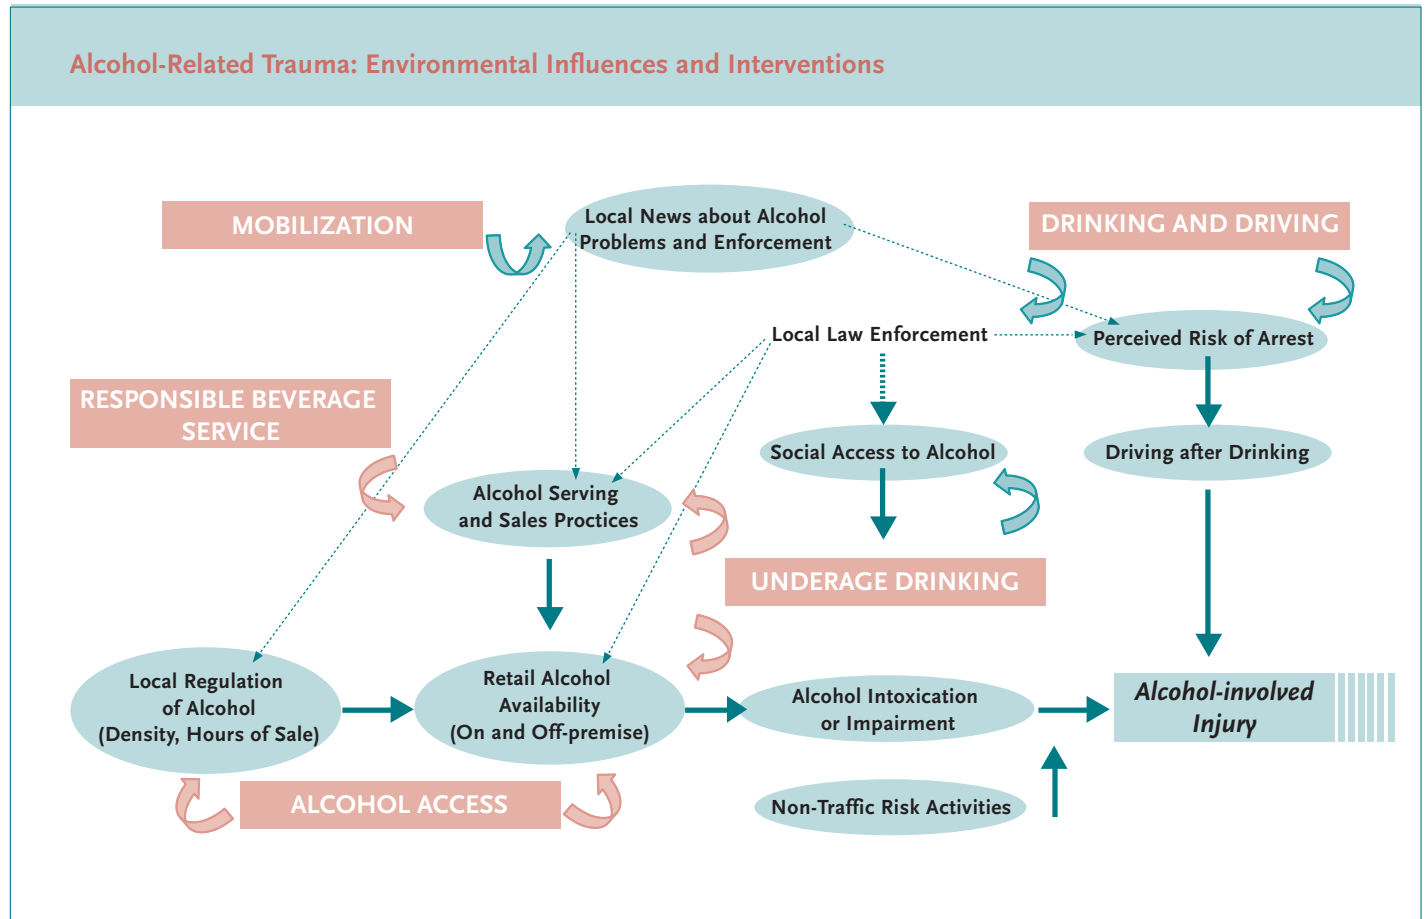 Alcohol-Related Trauma: Environmental Influences and Interventions
MOBILIZATION
Local News about Alcohol
Problems and Enforcement
DRINKING AND DRIVING
Local Law Enforcement
Perceived Risk of Arrest
RESPONSIBLE BEVERAGE
SERVICE
Social Access to Alcohol
Driving after Drinking
Alcohol Serving
and Sales Proctices
UNDERAGE DRINKING
Local Regulation
of Alcohol
(Density, Hours of Sale)
Retail Alcohol
Availability
(On and Off-premise)
Alcohol Intoxication
or Impairment
Alcohol-involved
Injury
ALCOHOL ACCESS
Non-Traffic Risk Activities